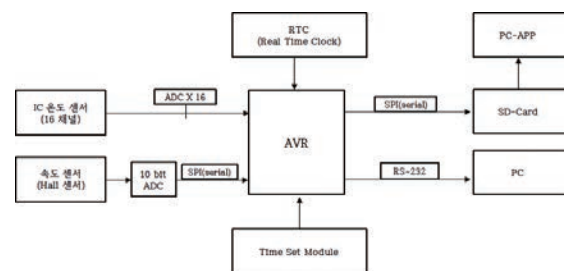 RTC
(Real Time Clock)
PC-APP
IC 온도 센서
(16 채널)
ADC X 16
AVR
SPI(serial)
SD-Card
속도 센서
(Hall 센서)
10 bit
ADC
SPI(serial)
RS-232
PC
Time Set Module